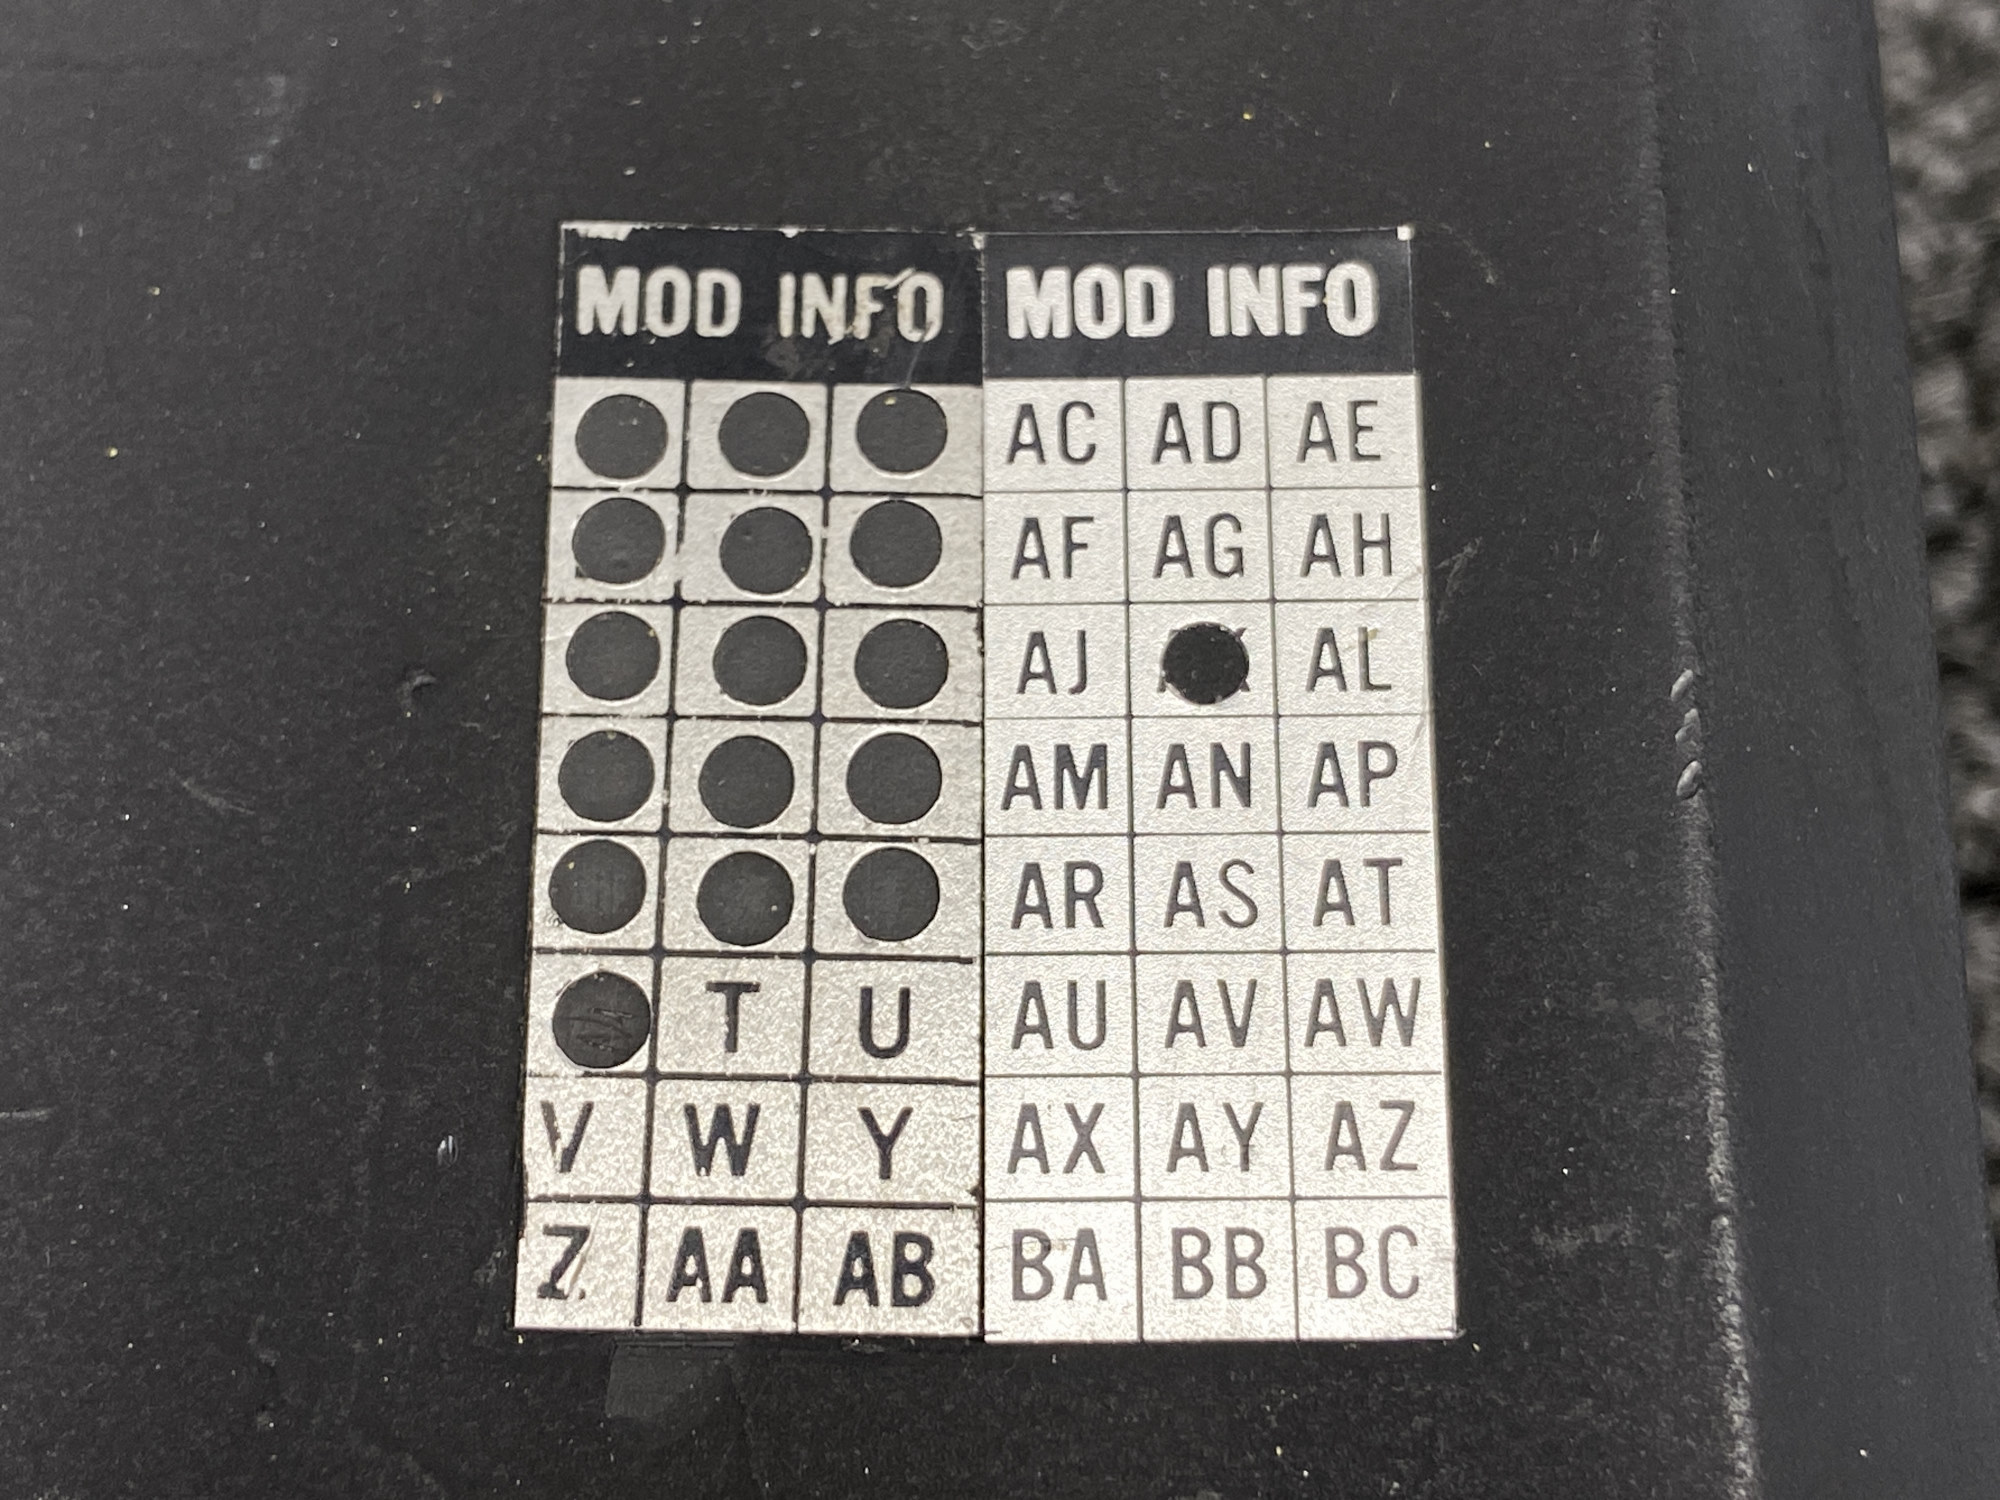 MOD INFO
T U
V W Y
Z AA AB
MOD INFO
AC AD AE
AF AG AH
AJ AL
AM AN AP
AR AS AT
AU AV AW
AX AY AZ
BA BB BC